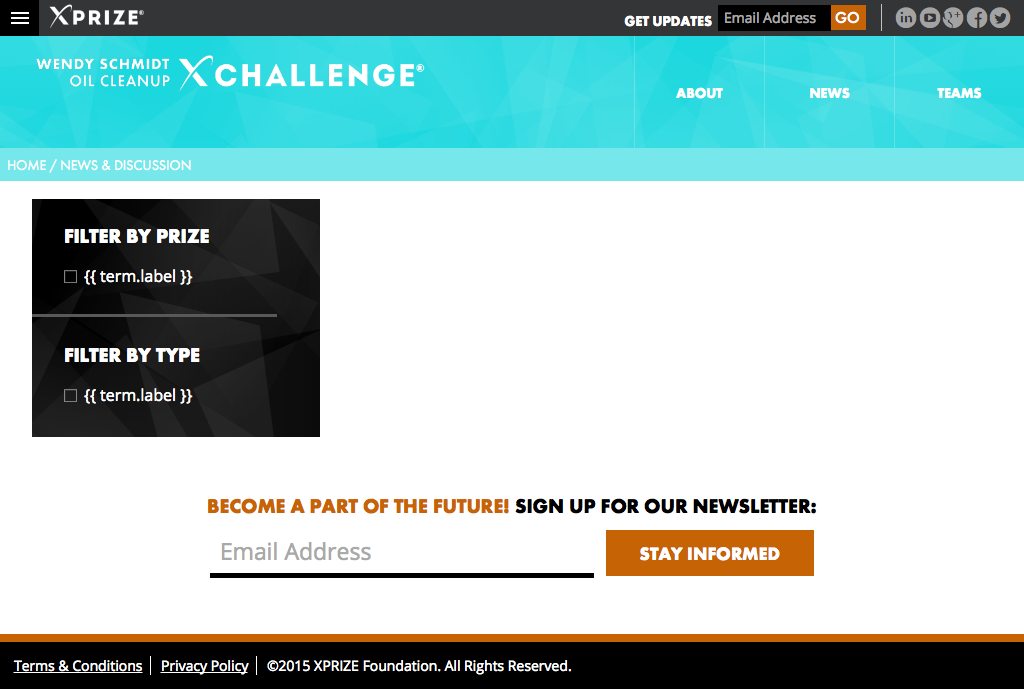 XPRIZE®
GET UPDATES Email Address GO
WENDY SCHMIDT
OIL CLEANUP XCHALLENGE®
ABOUT NEWS TEAMS
HOME / NEWS & DISCUSSION
FILTER BY PRIZE
{{ term.label }}
FILTER BY TYPE
{{ term.label }}
BECOME A PART OF THE FUTURE! SIGN UP FOR OUR NEWSLETTER:
Email Address STAY INFORMED
Terms & Conditions Privacy Policy ©2015 XPRIZE Foundation. All Rights Reserved.